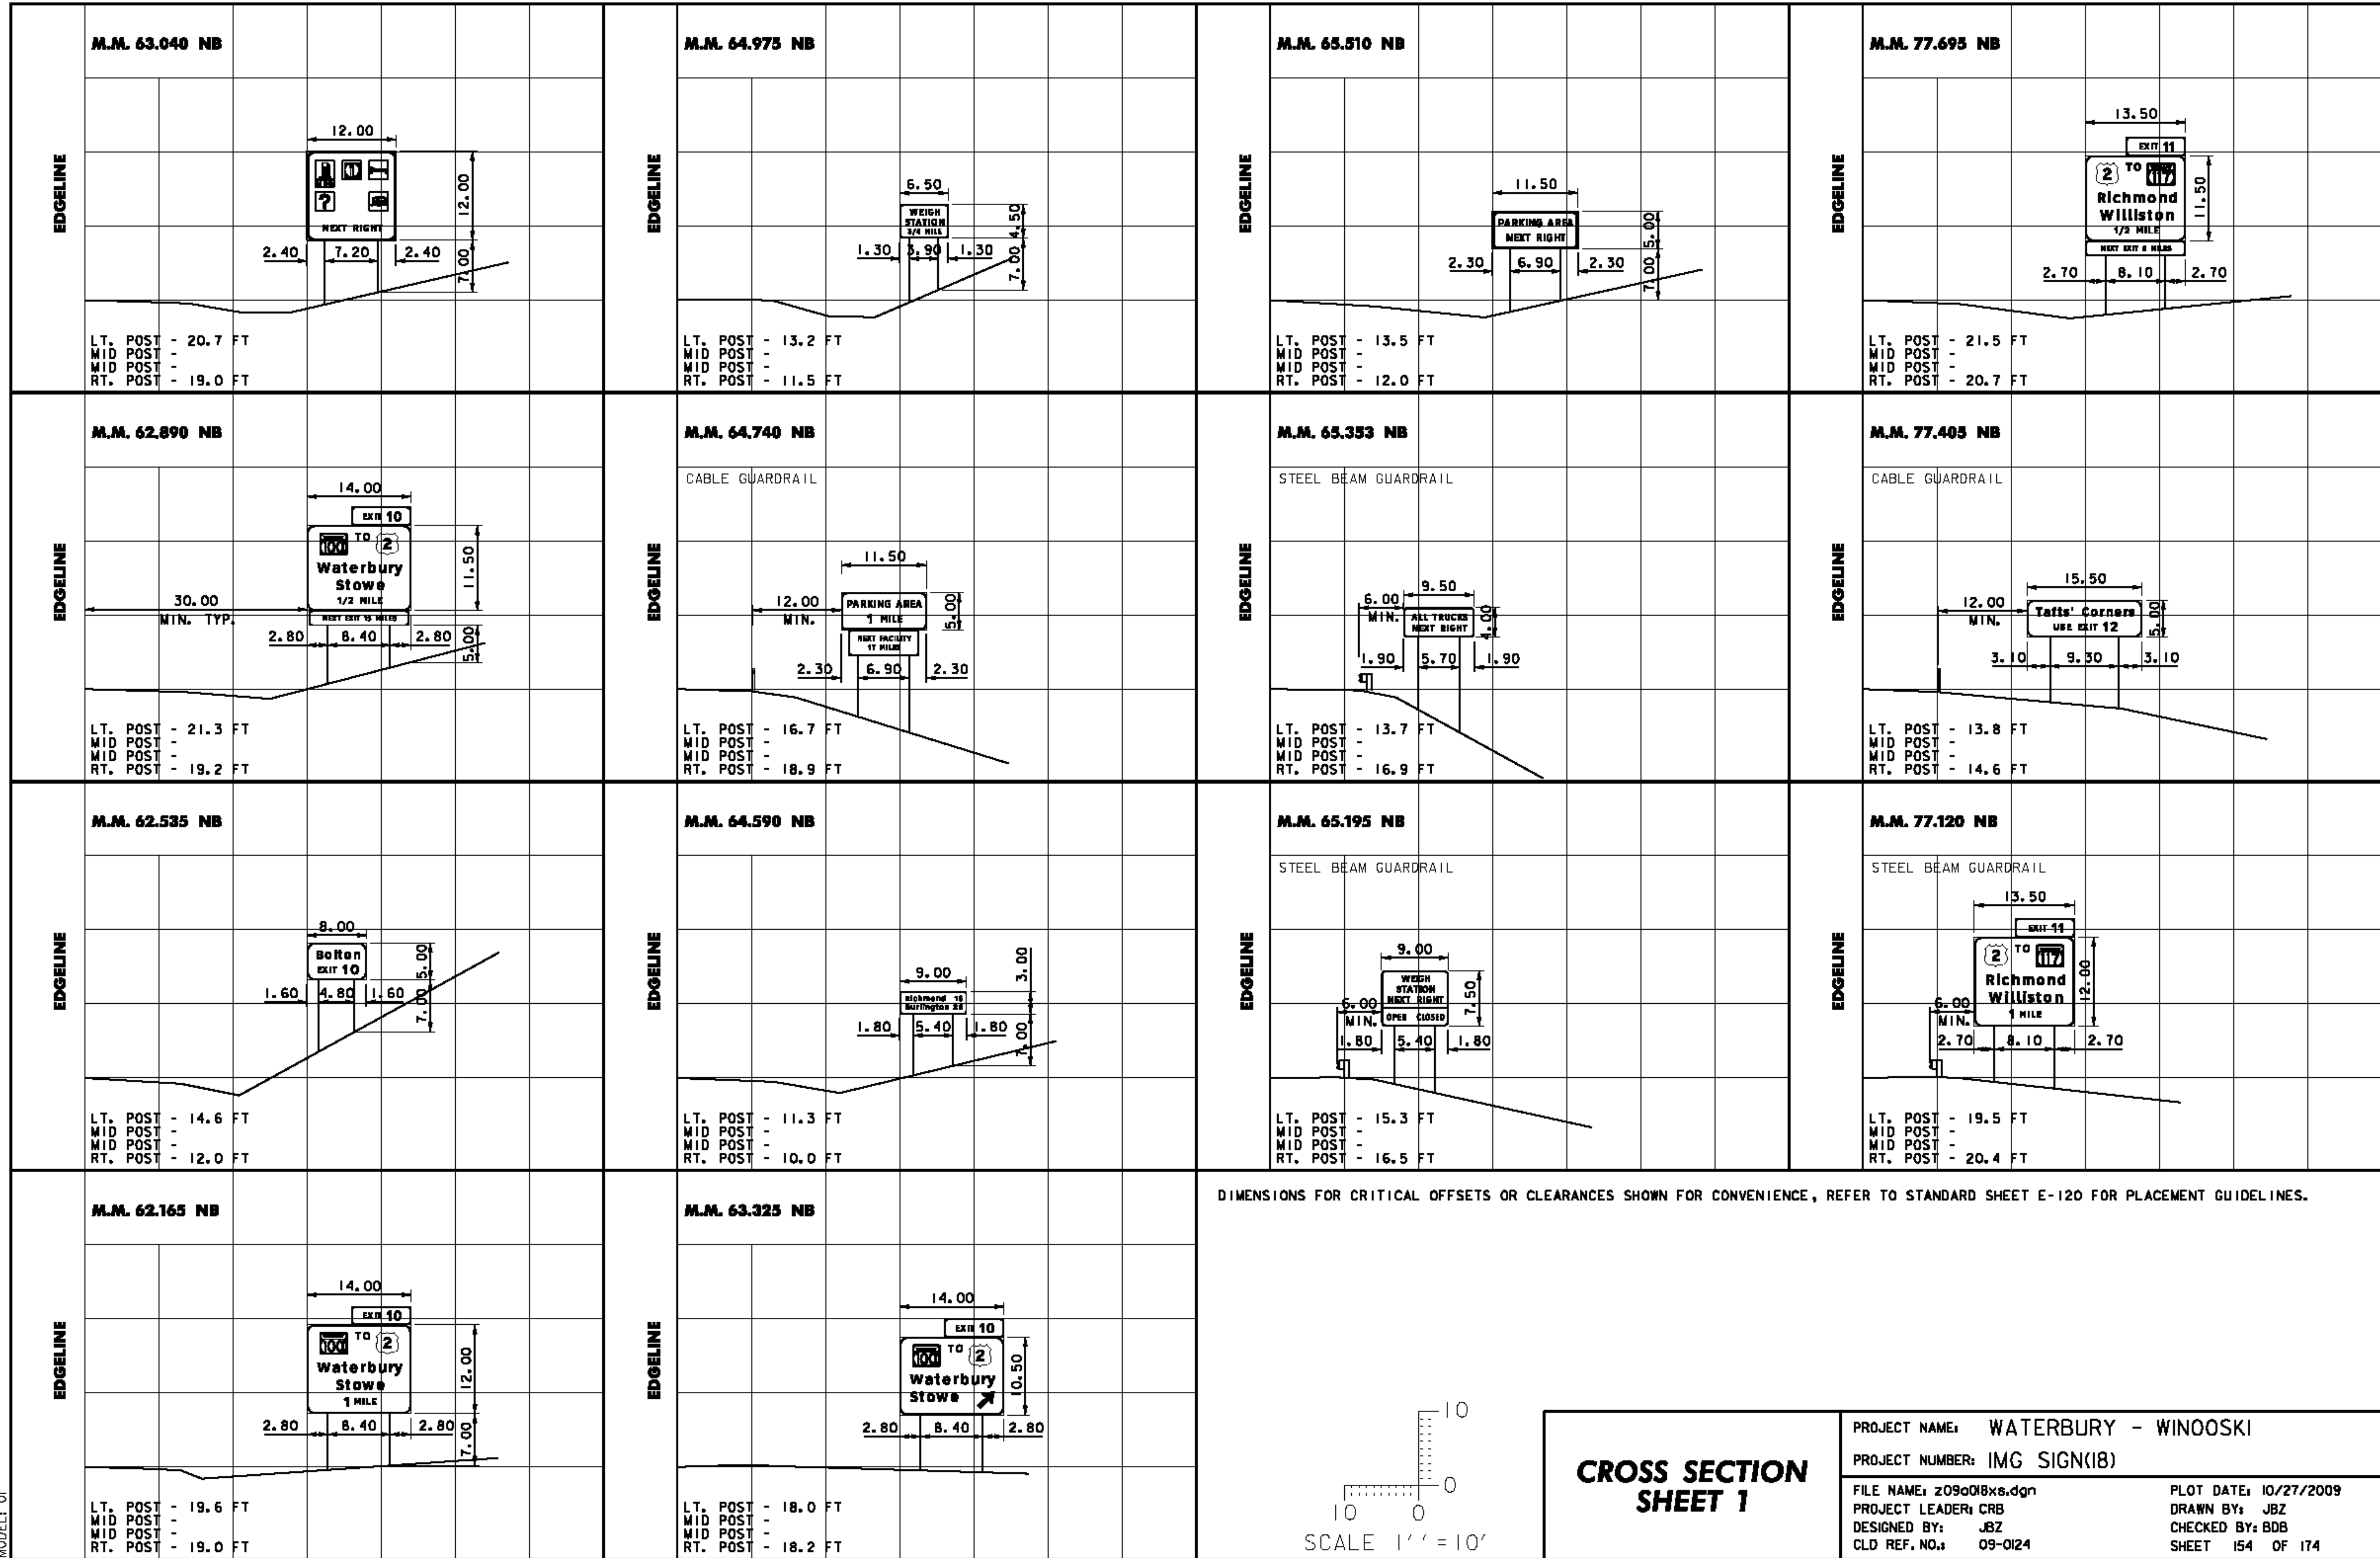 M.M. 63.040 NB
EDGELINE
12.00
NEXT RIGHT
12.00
2.40 7.20 2.40
7.00
LT. POST - 20.7 FT
MID POST -
MID POST -
RT. POST - 19.0 FT
M.M. 64.975 NB
EDGELINE
6.50
WEIGH
STATION
3/4 MILE
4.50
1.30 3.90 1.30
7.00
LT. POST - 13.2 FT
MID POST -
MID POST -
RT. POST - 11.5 FT
M.M. 65.510 NB
EDGELINE
11.50
PARKING AREA
NEXT RIGHT
5.00
2.30 6.90 2.30
7.00
LT. POST - 13.5 FT
MID POST -
MID POST -
RT. POST - 12.0 FT
M.M. 77.695 NB
EDGELINE
13.50
EXIT 11
2 TO 117
Richmond
Williston
1/2 MILE
11.50
2.70 8.10 2.70
LT. POST - 21.5 FT
MID POST -
MID POST -
RT. POST - 20.7 FT
M.M. 62.890 NB
EDGELINE
14.00
EXIT 10
100 TO 2
Waterbury
Stowe
1/2 MILE
NEXT EXIT 15 MILES
11.50
30.00
MIN. TYP.
2.80 8.40 2.80
5.00
LT. POST - 21.3 FT
MID POST -
MID POST -
RT. POST - 19.2 FT
M.M. 64.740 NB
CABLE GUARDRAIL
EDGELINE
11.50
12.00
MIN.
PARKING AREA
1 MILE
NEXT FACILITY
17 MILES
5.00
2.30 6.90 2.30
LT. POST - 16.7 FT
MID POST -
MID POST -
RT. POST - 18.9 FT
M.M. 65.353 NB
STEEL BEAM GUARDRAIL
EDGELINE
9.50
6.00
MIN.
ALL TRUCKS
NEXT RIGHT
4.00
1.90 5.70 1.90
LT. POST - 13.7 FT
MID POST -
MID POST -
RT. POST - 16.9 FT
M.M. 77.405 NB
CABLE GUARDRAIL
EDGELINE
15.50
12.00
MIN.
Tafts' Corners
USE EXIT 12
5.00
3.10 9.30 3.10
LT. POST - 13.8 FT
MID POST -
MID POST -
RT. POST - 14.6 FT
M.M. 62.535 NB
EDGELINE
8.00
Bolton
EXIT 10
5.00
1.60 4.80 1.60
7.00
LT. POST - 14.6 FT
MID POST -
MID POST -
RT. POST - 12.0 FT
M.M. 64.590 NB
EDGELINE
9.00
3.00
Richmond
Burlington
1.80 5.40 1.80
7.00
LT. POST - 11.3 FT
MID POST -
MID POST -
RT. POST - 10.0 FT
M.M. 65.195 NB
STEEL BEAM GUARDRAIL
EDGELINE
9.00
WEIGH
STATION
NEXT RIGHT
OPEN CLOSED
7.50
6.00
MIN.
1.80 5.40 1.80
LT. POST - 15.3 FT
MID POST -
MID POST -
RT. POST - 16.5 FT
M.M. 77.120 NB
STEEL BEAM GUARDRAIL
EDGELINE
13.50
EXIT 11
2 TO 117
Richmond
Williston
1 MILE
12.00
6.00
MIN.
2.70 8.10 2.70
LT. POST - 19.5 FT
MID POST -
MID POST -
RT. POST - 20.4 FT
M.M. 62.165 NB
EDGELINE
14.00
EXIT 10
100 TO 2
Waterbury
Stowe
1 MILE
12.00
2.80 8.40 2.80
7.00
LT. POST - 19.6 FT
MID POST -
MID POST -
RT. POST - 19.0 FT
M.M. 63.325 NB
EDGELINE
14.00
EXIT 10
100 TO 2
Waterbury
Stowe
10.50
2.80 8.40 2.80
LT. POST - 18.0 FT
MID POST -
MID POST -
RT. POST - 18.2 FT
DIMENSIONS FOR CRITICAL OFFSETS OR CLEARANCES SHOWN FOR CONVENIENCE, REFER TO STANDARD SHEET E-120 FOR PLACEMENT GUIDELINES.
10
0
10 0
SCALE 1'' = 10'
CROSS SECTION
SHEET 1
PROJECT NAME: WATERBURY - WINOOSKI
PROJECT NUMBER: IMG SIGN(18)
FILE NAME: z09a018xs.dgn PLOT DATE: 10/27/2009
PROJECT LEADER: CRB DRAWN BY: JBZ
DESIGNED BY: JBZ CHECKED BY: BDB
CLD REF. NO.: 09-0124 SHEET 154 OF 174